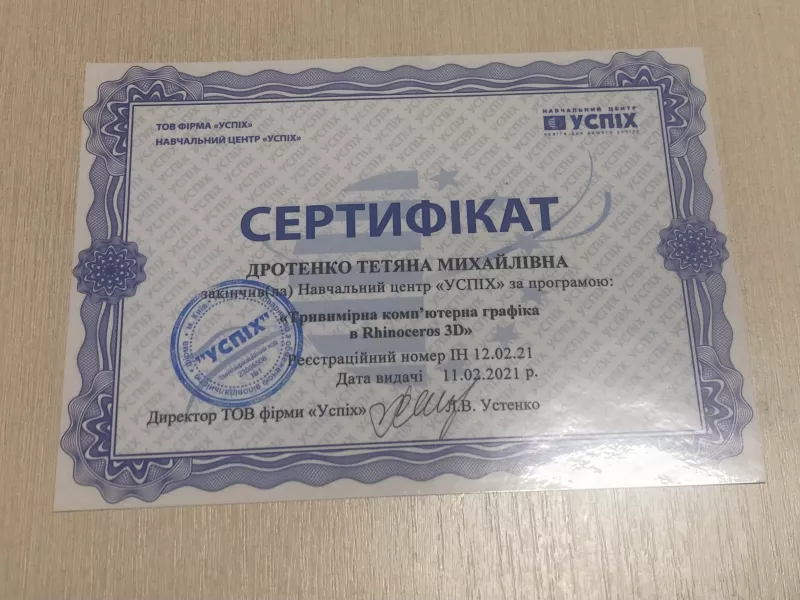 ТОВ ФІРМА «УСПІХ»
НАВЧАЛЬНИЙ ЦЕНТР «УСПІХ»
НАВЧАЛЬНИЙ ЦЕНТР
УСПІХ
СЕРТИФІКАТ
ДРОТЕНКО ТЕТЯНА МИХАЙЛІВНА
закінчив(ла) Навчальний центр «УСПІХ» за програмою:
«Тривимірна комп'ютерна графіка
в Rhinoceros 3D»
Реєстраційний номер ІН 12.02.21
Дата видачі 11.02.2021 р.
Директор ТОВ фірми «Успіх» Л.В. Устенко
"УСПІХ"